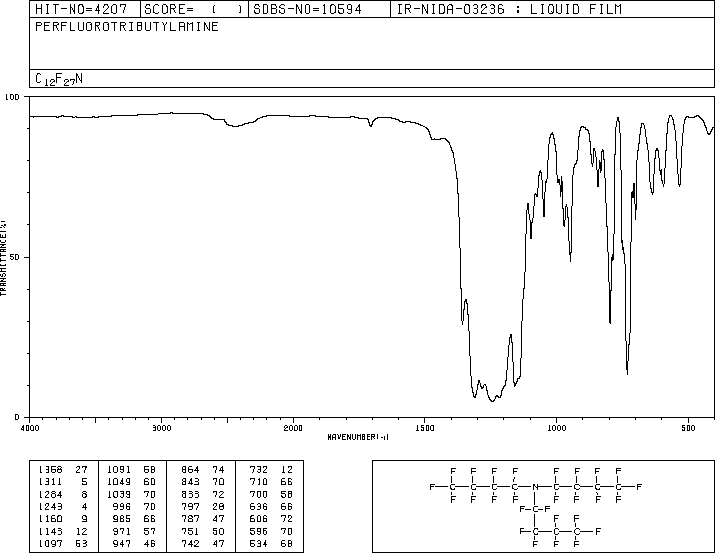 HIT-NO=4207 SCORE= ( ) SDBS-NO=10594 IR-NIDA-03236 : LIQUID FILM
PERFLUOROTRIBUTYLAMINE
C12F27N
100
50
0
TRANSMITTANCE(%)
4000 3000 2000 1500 1000 500
WAVENUMBER(-1)
1368 27 1091 68 864 74 732 12
1311 5 1049 60 843 70 710 66
1284 8 1039 70 833 72 700 58
1243 4 996 70 797 28 636 66
1160 9 985 66 787 47 606 72
1143 12 971 57 751 50 596 70
1097 63 947 46 742 47 534 68
F F F F F F F F
F C C C C N C C C C F
F F F F F F F F
F C F F F
F C C C F
F F F